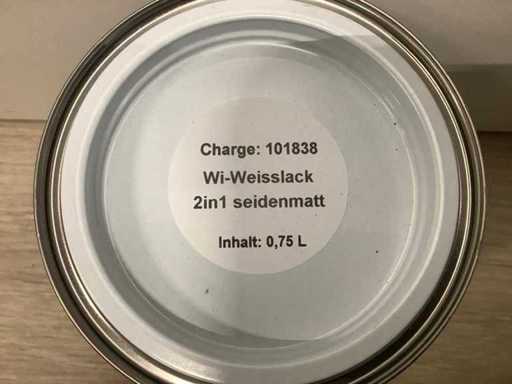 Charge: 101838
Wi-Weisslack
2in1 seidenmatt
Inhalt: 0,75 L